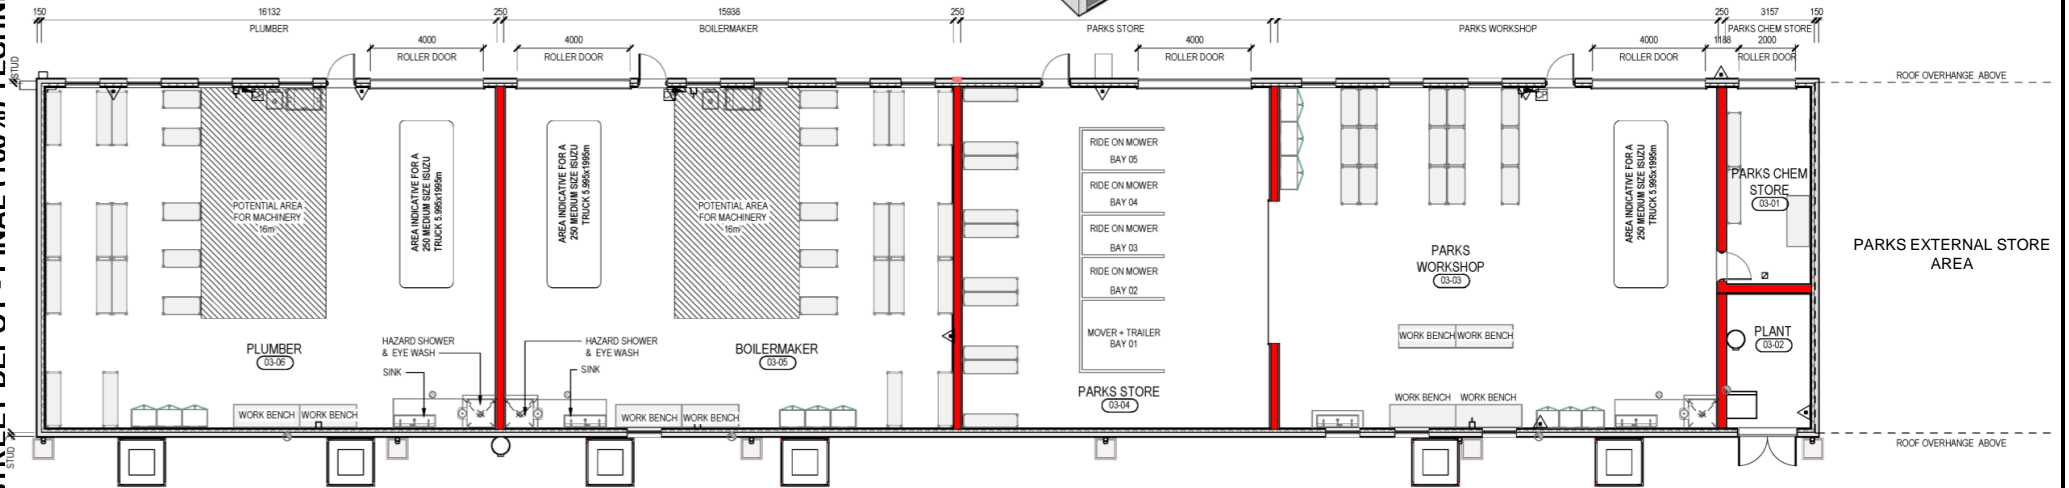 150
16132
250
15938
250
250
3157
150
PLUMBER
BOILERMAKER
PARKS STORE
PARKS WORKSHOP
PARKS CHEM STORE
4000
4000
4000
4000
1188
2000
ROLLER DOOR
ROLLER DOOR
ROLLER DOOR
ROLLER DOOR
ROLLER DOOR
STUD
ROOF OVERHANGE ABOVE
POTENTIAL AREA
FOR MACHINERY
16m
AREA INDICATIVE FOR A
250 MEDIUM SIZE ISUZU
TRUCK 5.995x1995m
AREA INDICATIVE FOR A
250 MEDIUM SIZE ISUZU
TRUCK 5.995x1995m
POTENTIAL AREA
FOR MACHINERY
16m
RIDE ON MOWER
BAY 05
RIDE ON MOWER
BAY 04
RIDE ON MOWER
BAY 03
RIDE ON MOWER
BAY 02
MOVER + TRAILER
BAY 01
CP
AREA INDICATIVE FOR A
250 MEDIUM SIZE ISUZU
TRUCK 5.995x1995m
PARKS CHEM
STORE
03-01
PARKS
WORKSHOP
03-03
PARKS EXTERNAL STORE
AREA
PLUMBER
03-06
HAZARD SHOWER
& EYE WASH
SINK
HAZARD SHOWER
& EYE WASH
SINK
BOILERMAKER
03-05
PARKS STORE
03-04
WORK BENCH
WORK BENCH
PLANT
03-02
WORK BENCH
WORK BENCH
WORK BENCH
WORK BENCH
WORK BENCH
WORK BENCH
STUD
ROOF OVERHANGE ABOVE